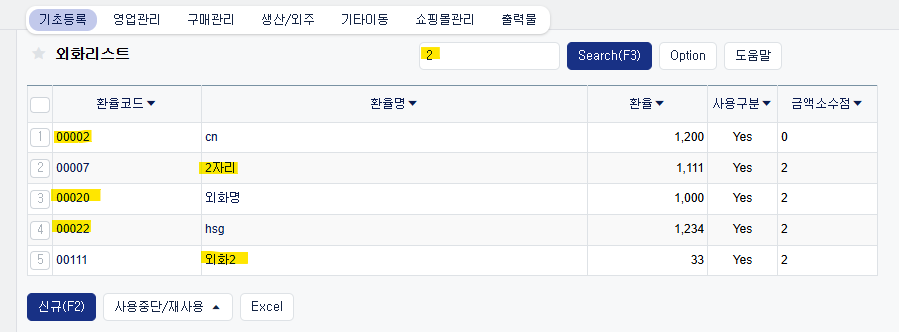 기초등록 영업관리 구매관리 생산/외주 기타이동 쇼핑몰관리 출력물
외화리스트 2 Search(F3) Option 도움말
환율코드▼ 환율명▼ 환율▼ 사용구분▼ 금액소수점▼
1 00002 cn 1,200 Yes 0
2 00007 2자리 1,111 Yes 2
3 00020 외화명 1,000 Yes 2
4 00022 hsg 1,234 Yes 2
5 00111 외화2 33 Yes 2
신규(F2) 사용중단/재사용 ▲ Excel